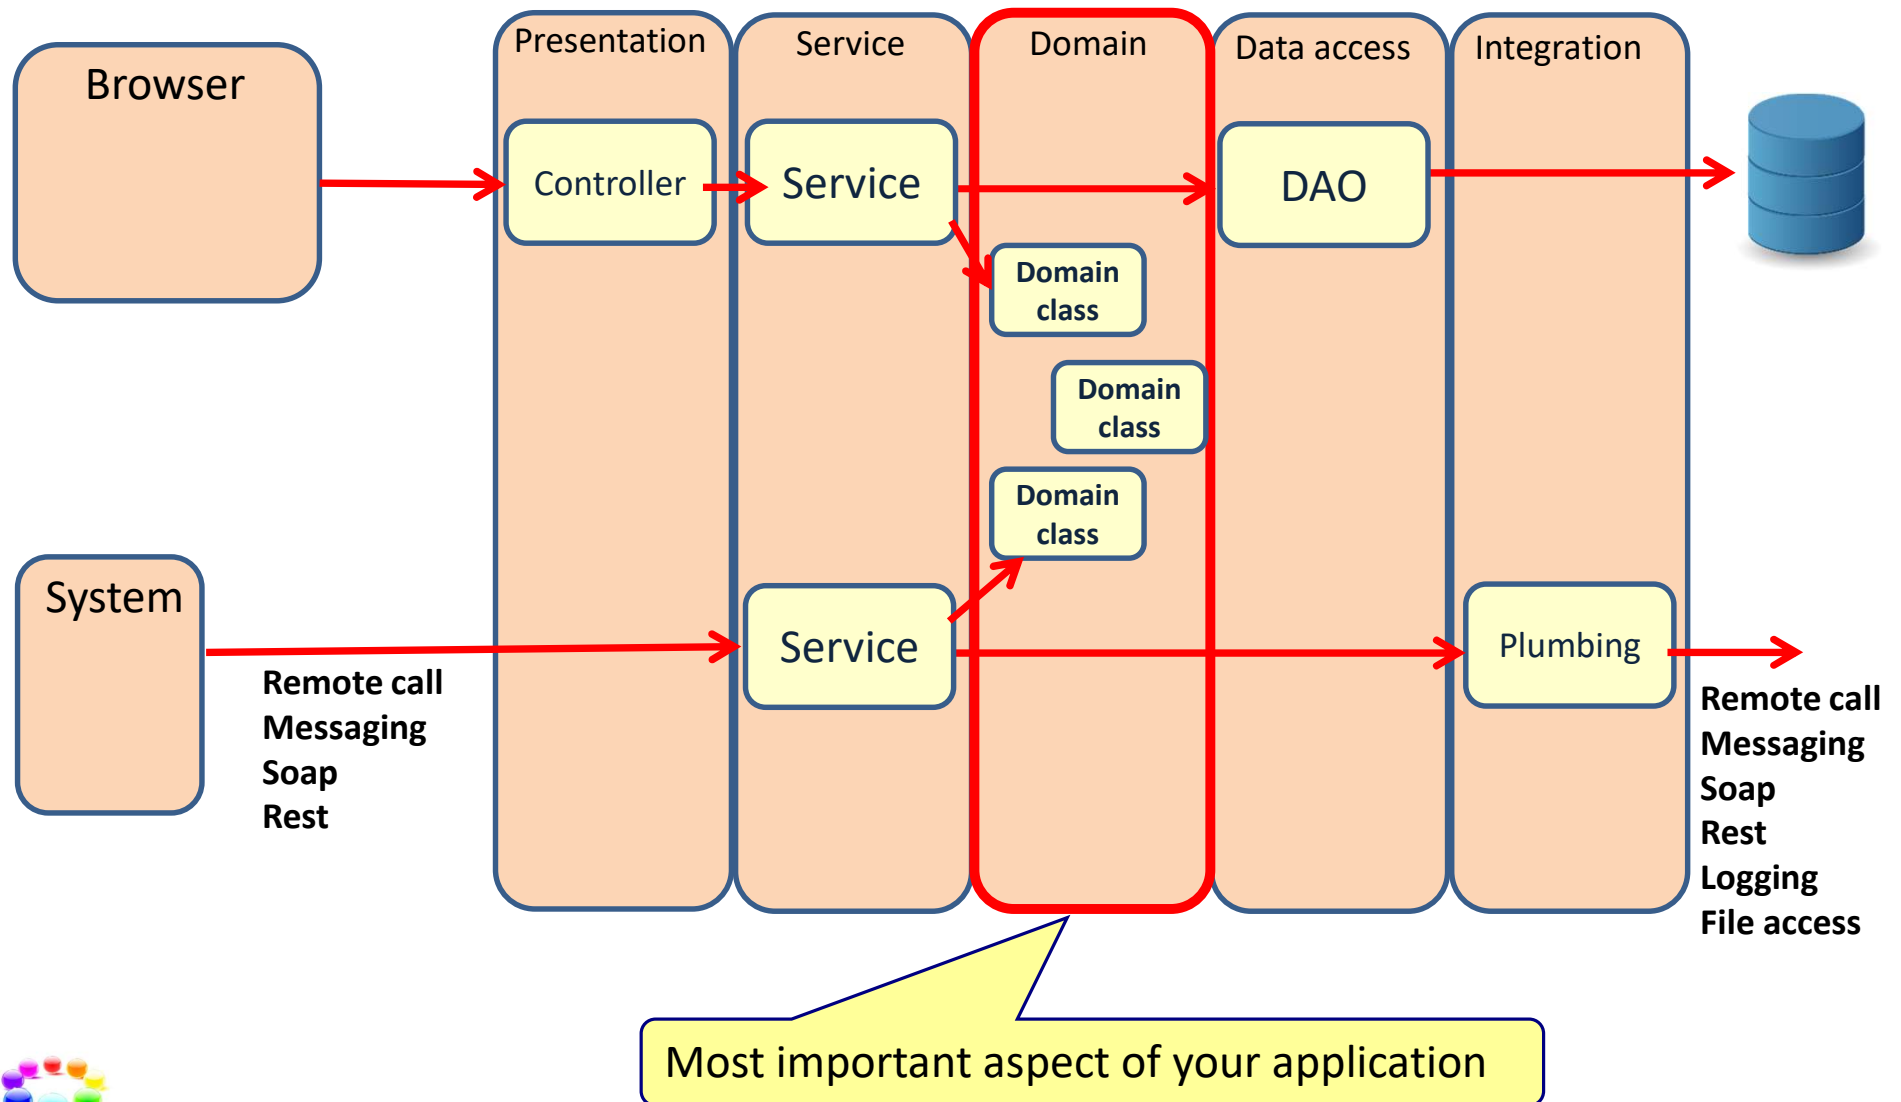 Browser
Presentation
Service
Domain
Data access
Integration
Controller
Service
DAO
Domain
class
Domain
class
Domain
class
System
Service
Plumbing
Remote call
Messaging
Soap
Rest
Remote call
Messaging
Soap
Rest
Logging
File access
Most important aspect of your application